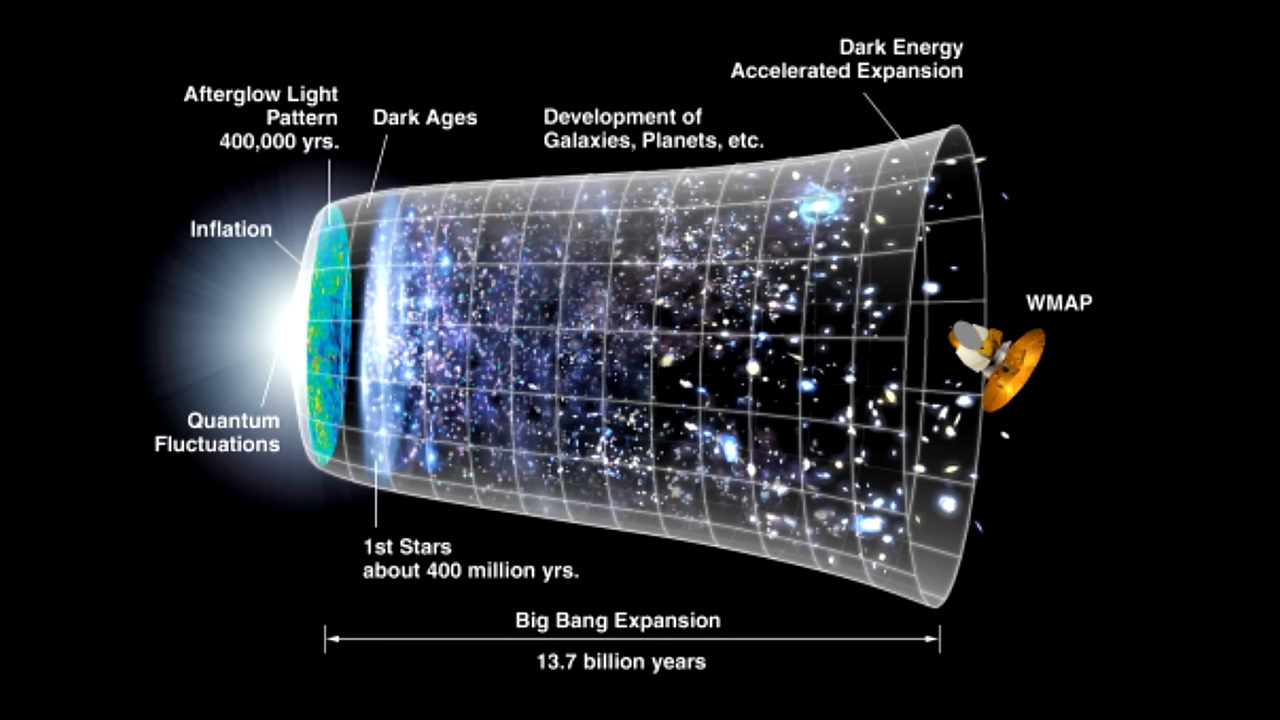 Dark Energy
Accelerated Expansion
Afterglow Light
Pattern
400,000 yrs.
Dark Ages
Development of
Galaxies, Planets, etc.
Inflation
WMAP
Quantum
Fluctuations
1st Stars
about 400 million yrs.
Big Bang Expansion
13.7 billion years